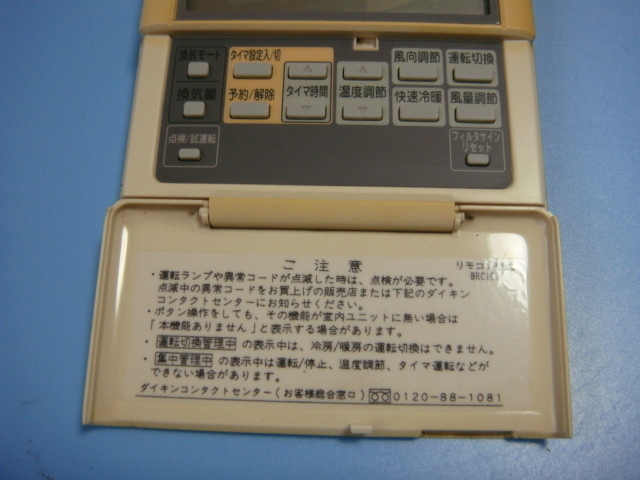 換気モード
タイマ設定入/切
風向調節
運転切換
換気量
予約/解除
タイマ時間
温度調節
快速冷暖
風量調節
点検/試運転
フィルタサイン
リセット
ご注意
・運転ランプや異常コードが点滅した時は、点検が必要です。
点滅中の異常コードをお買上げの販売店または下記のダイキン
コンタクトセンターにお知らせください。
・ボタン操作をしても、その機能が室内ユニットに無い場合は
「本機能ありません」と表示する場合があります。
・運転切換管理中 の表示中は、冷房/暖房の運転切換はできません。
・集中管理中 の表示中は運転/停止、温度調節、タイマ運転などが
できない場合があります。
ダイキンコンタクトセンター(お客様総合窓口) 0120-88-1081